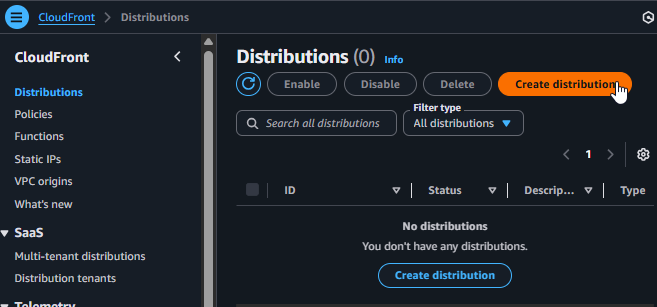 CloudFront > Distributions
CloudFront
Distributions
Policies
Functions
Static IPs
VPC origins
What's new
SaaS
Multi-tenant distributions
Distribution tenants
Telemetry
Distributions (0) Info
Enable Disable Delete Create distribution
Filter type
Search all distributions All distributions
1
ID Status Descrip... Type
No distributions
You don't have any distributions.
Create distribution